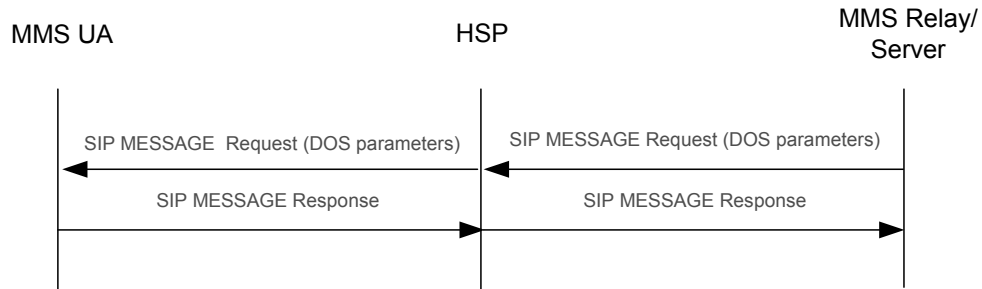 MMS UA
HSP
MMS Relay/
Server
SIP MESSAGE  Request (DOS parameters)
SIP MESSAGE Request (DOS parameters)
SIP MESSAGE Response
SIP MESSAGE Response